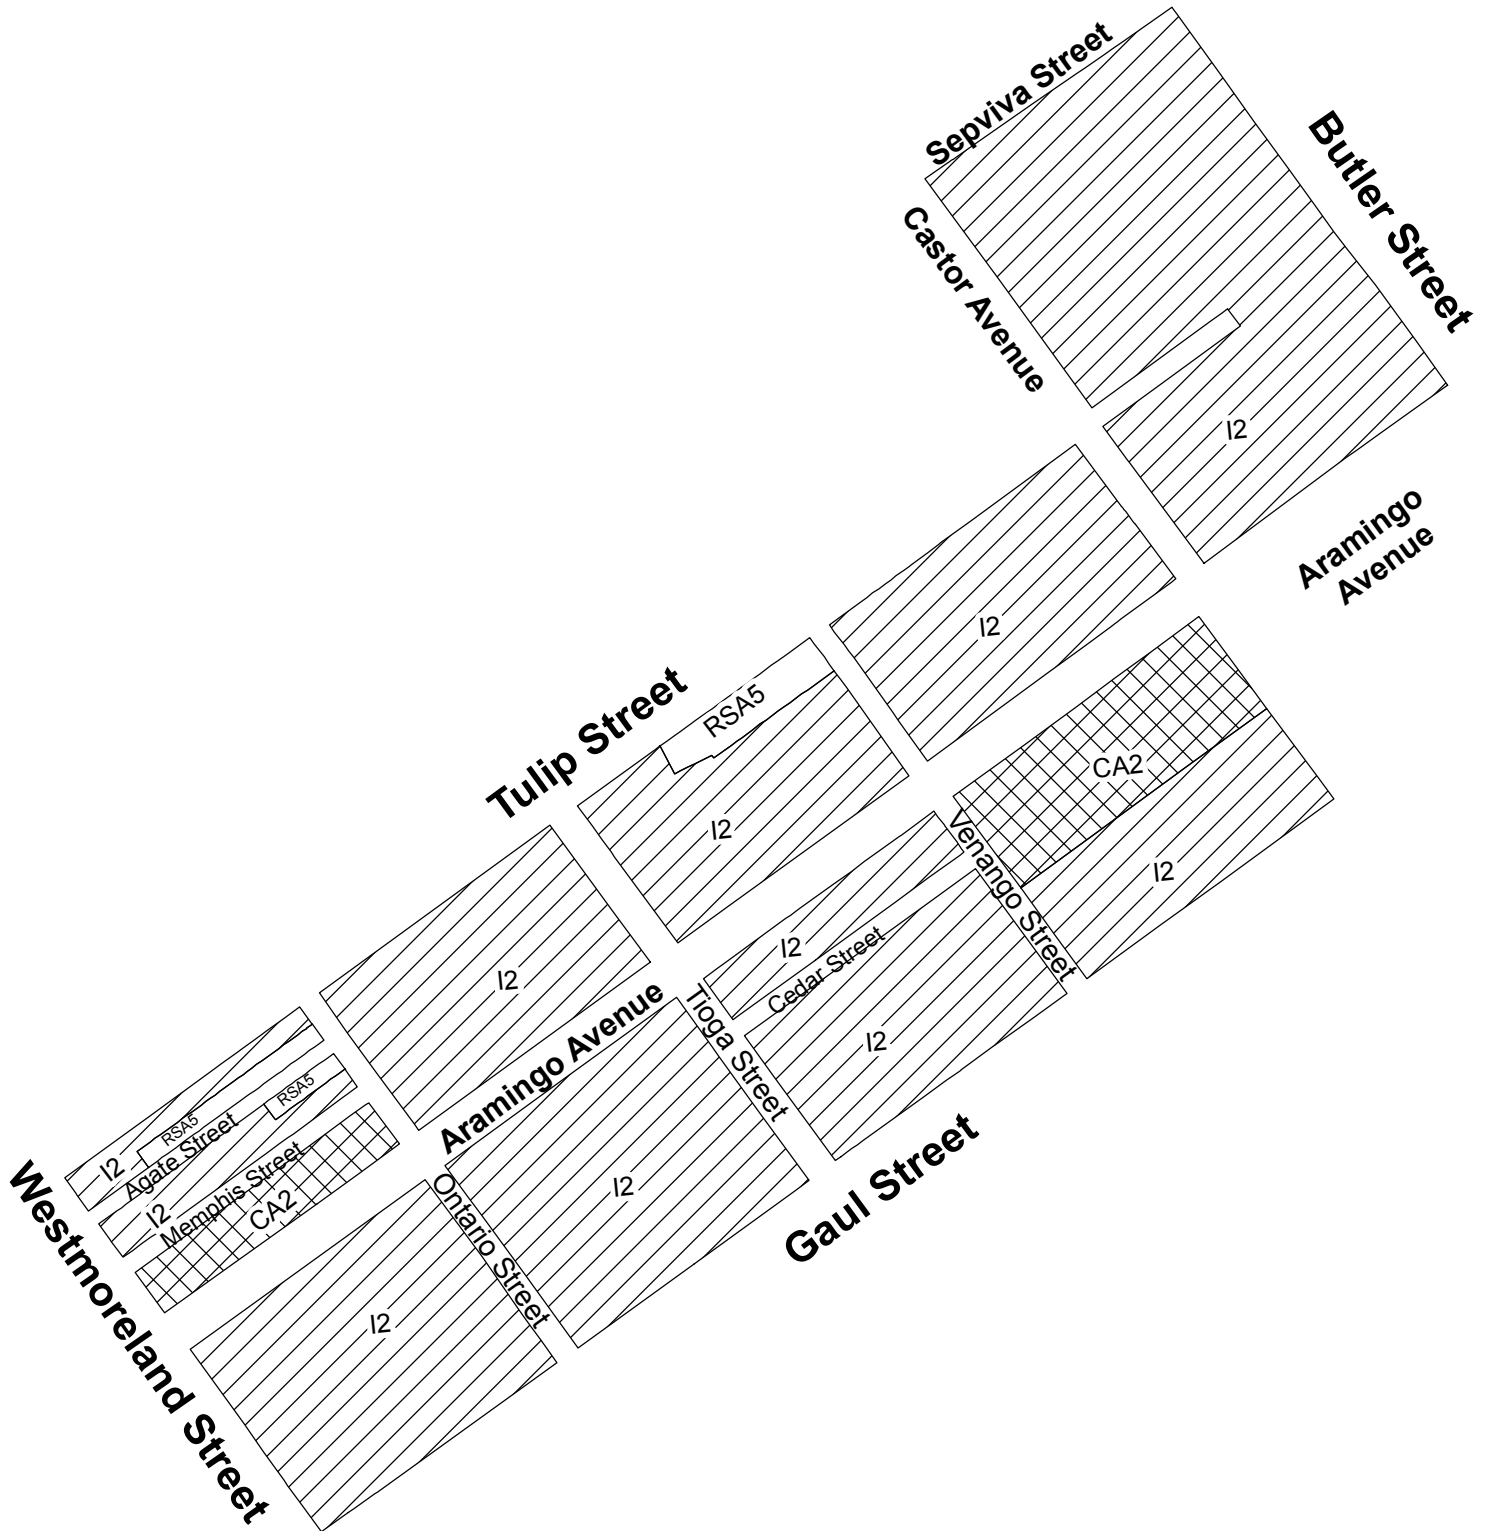 Sepviva Street
Butler Street
Castor Avenue
I2
Aramingo
Avenue
I2
Tulip Street
RSA5
I2
CA2
I2
Venango Street
I2
Cedar Street
I2
I2
Aramingo Avenue
Tioga Street
I2
Gaul Street
RSA5
RSA5
I2
Agate Street
I2
Memphis Street
CA2
Ontario Street
I2
Westmoreland Street